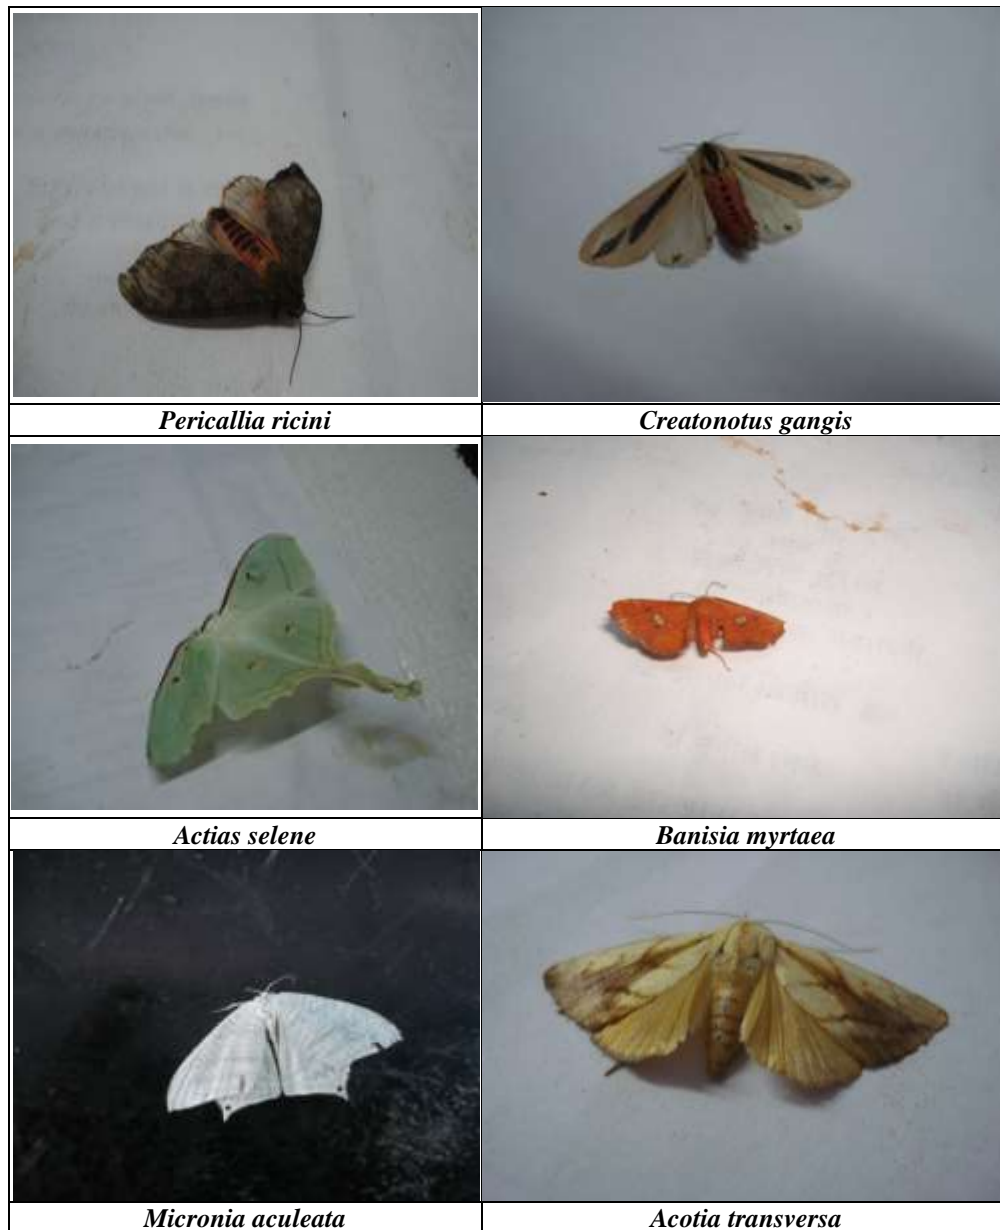 Pericallia ricini
Creatonotus gangis
Actias selene
Banisia myrtaea
Micronia aculeata
Acotia transversa